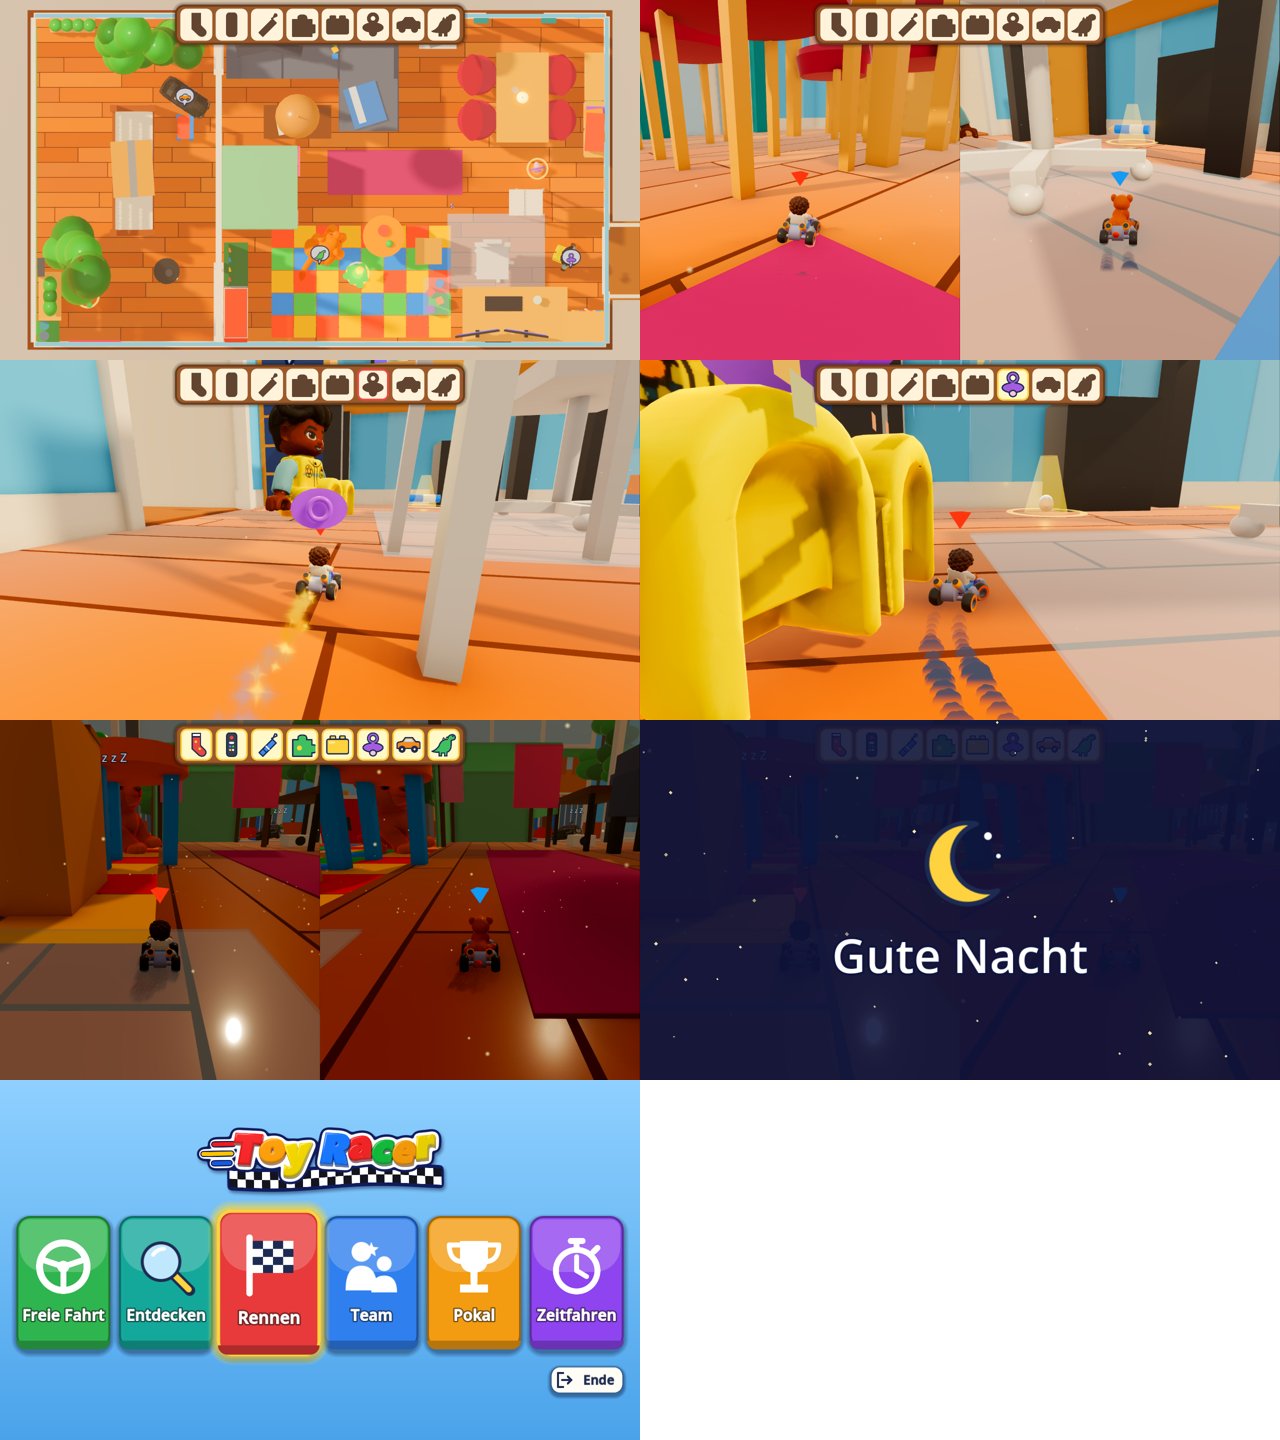 z z Z
z z Z
Gute Nacht
Toy Racer
Freie Fahrt
Entdecken
Rennen
Team
Pokal
Zeitfahren
Ende